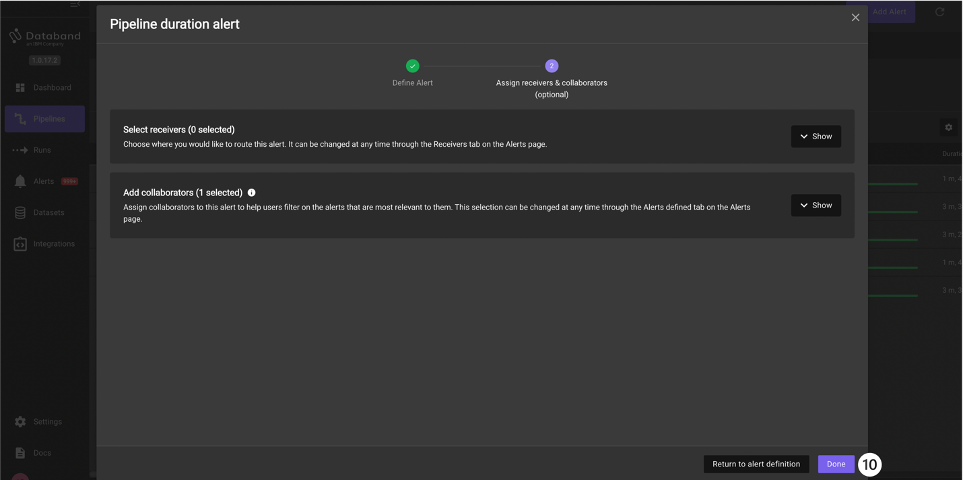 Pipeline duration alert
Add Alert
Databand
an IBM Company
1.0.17.2
Define Alert
2
Assign receivers & collaborators
(optional)
Dashboard
Pipelines
Runs
Alerts 999+
Datasets
Integrations
Select receivers (0 selected)
Choose where you would like to route this alert. It can be changed at any time through the Receivers tab on the Alerts page.
Show
Add collaborators (1 selected)
Assign collaborators to this alert to help users filter on the alerts that are most relevant to them. This selection can be changed at any time through the Alerts defined tab on the Alerts
page.
Show
Duratio
1 m, 4
3 m, 3
3 m, 2
1 m, 4
3 m, 3
Settings
Docs
Return to alert definition
Done
10